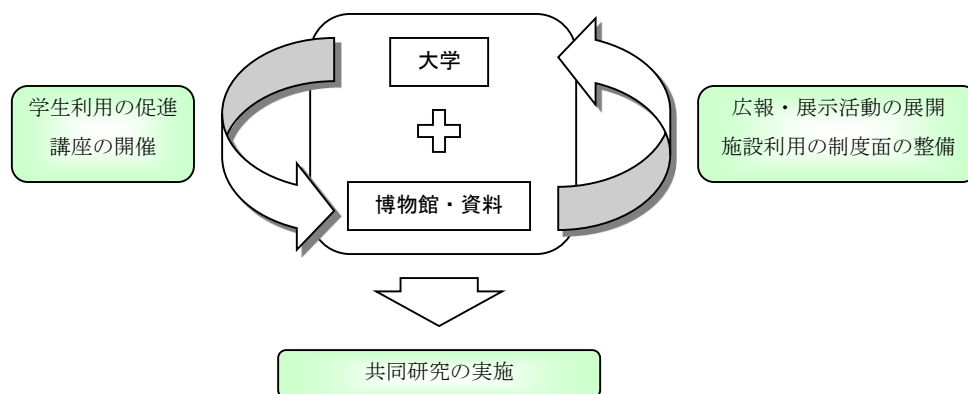 大学
学生利用の促進
講座の開催
広報・展示活動の展開
施設利用の制度面の整備
博物館・資料
共同研究の実施